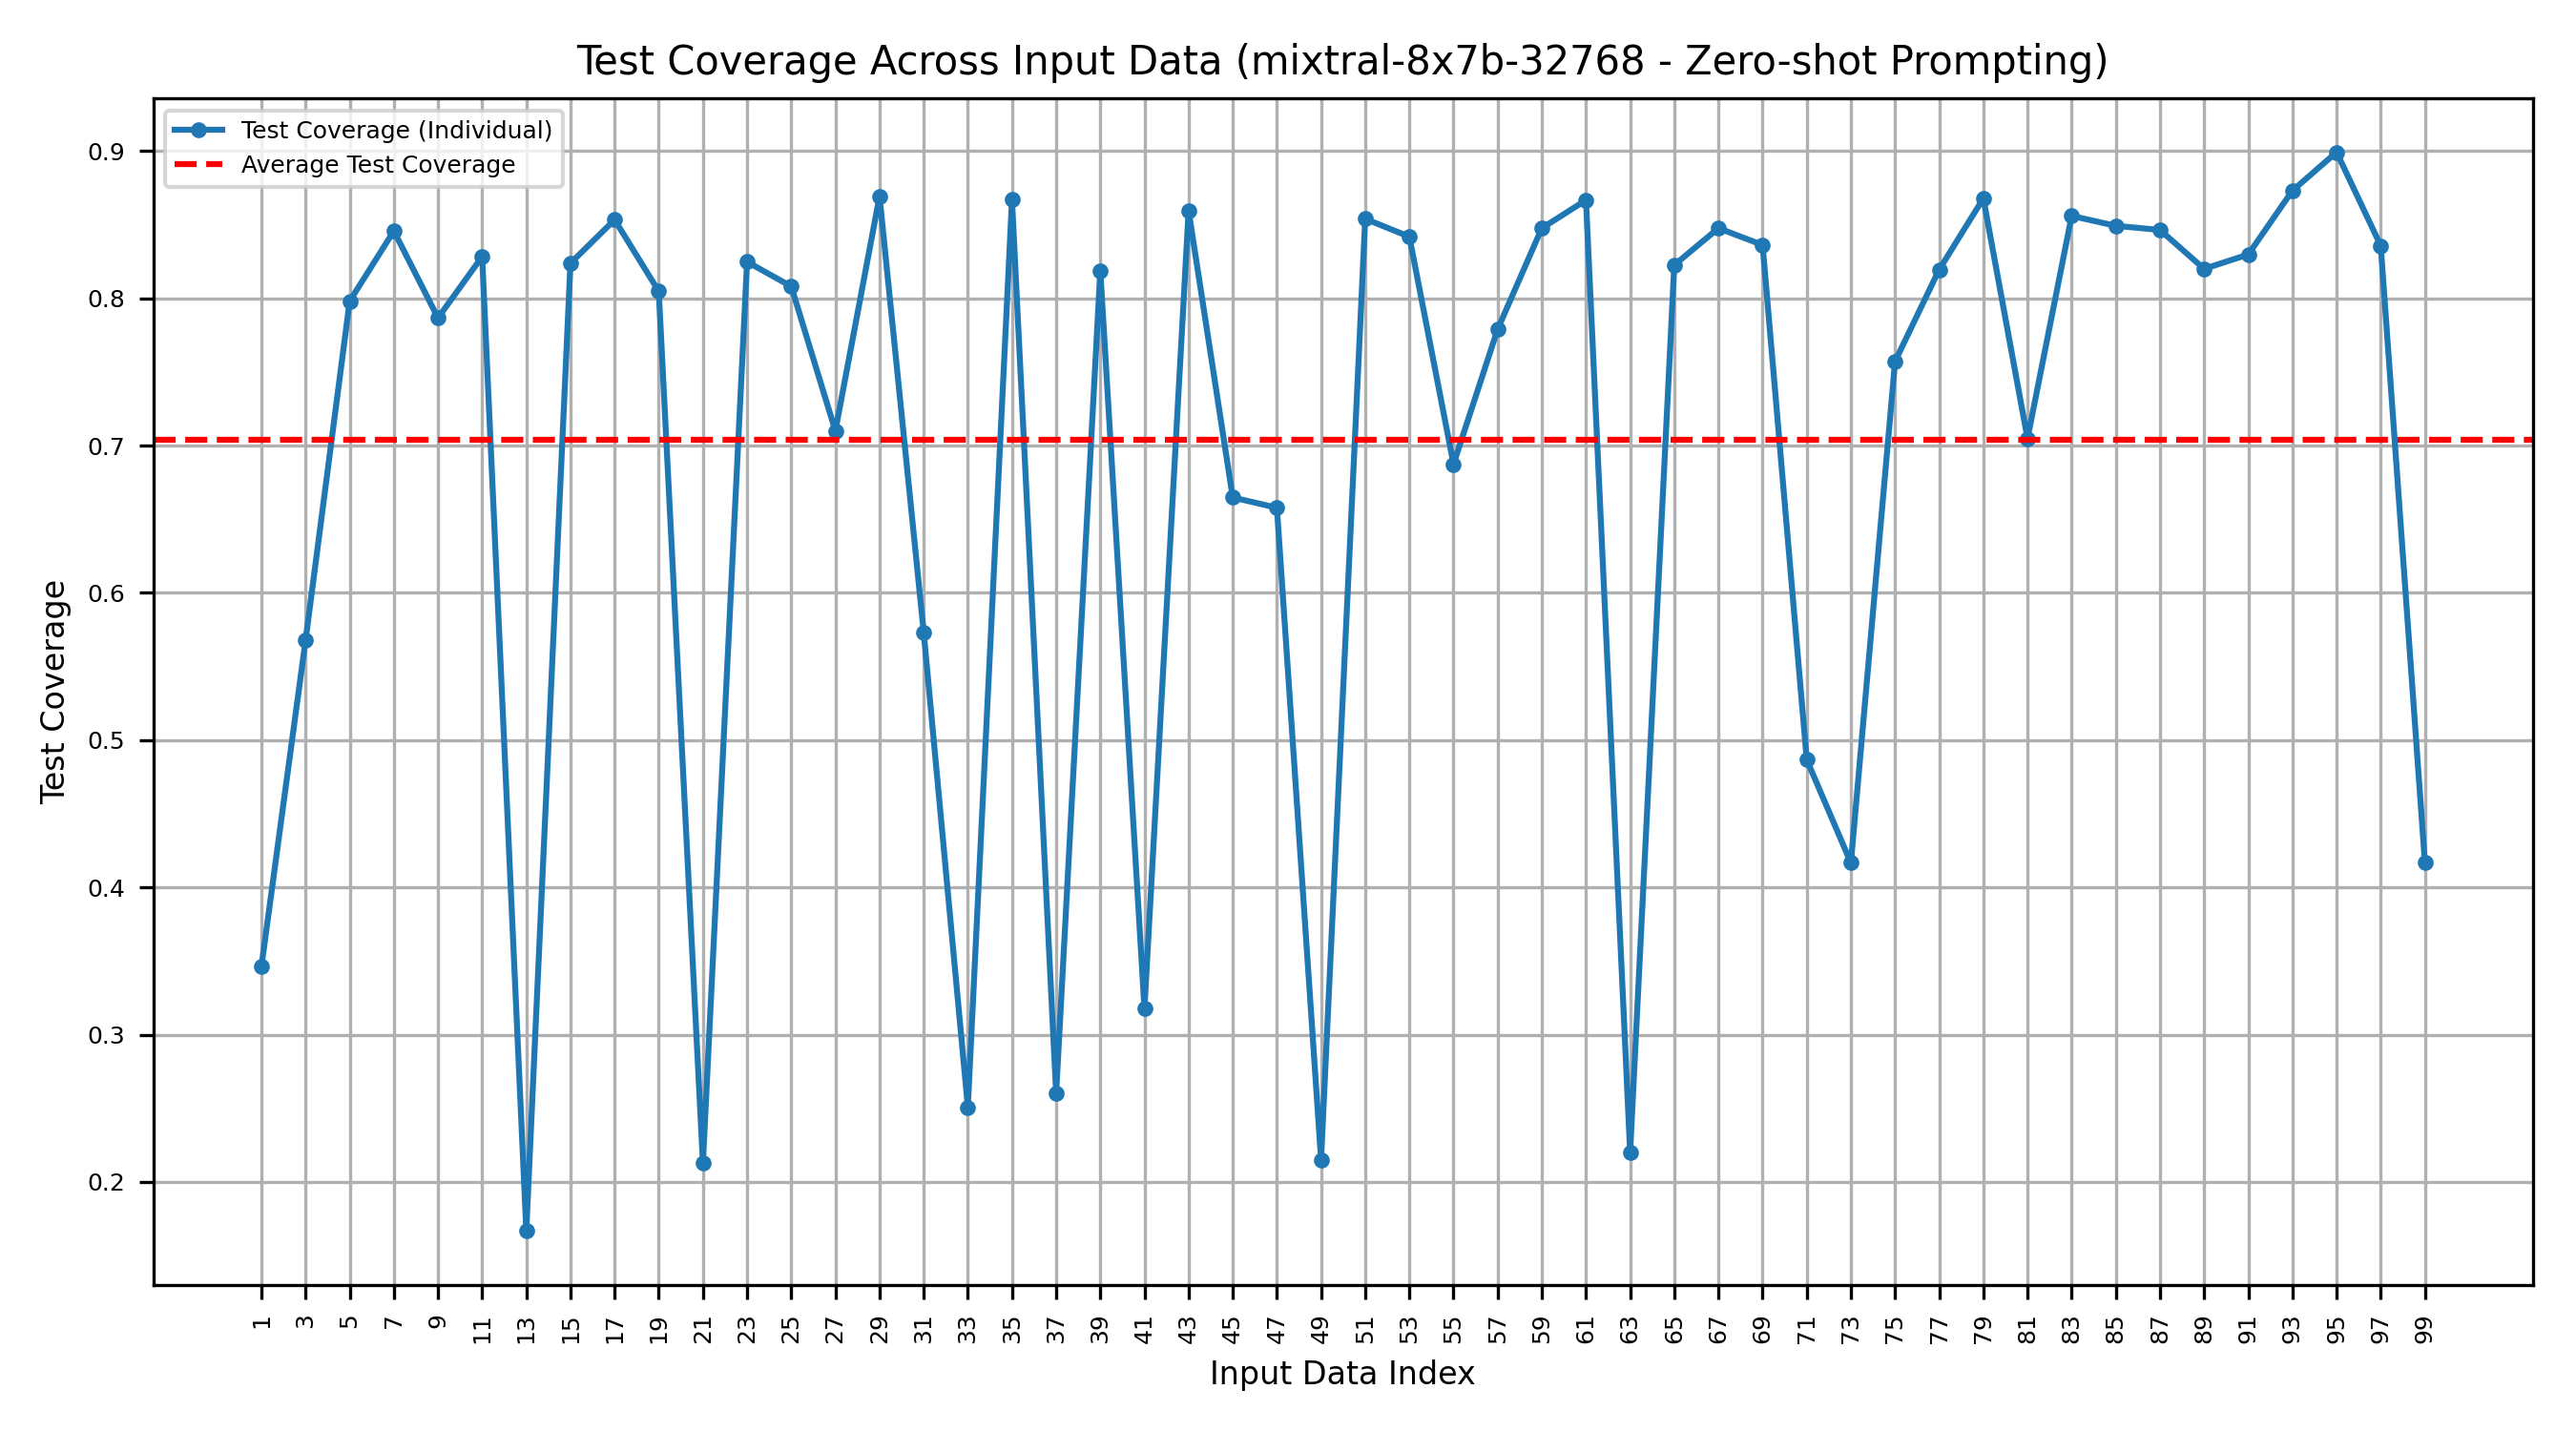 Test Coverage Across Input Data (mixtral-8x7b-32768 - Zero-shot Prompting)
Test Coverage (Individual)
Average Test Coverage
0.9
0.8
0.7
0.6
0.5
0.4
0.3
0.2
Test Coverage
1 3 5 7 9 11 13 15 17 19 21 23 25 27 29 31 33 35 37 39 41 43 45 47 49 51 53 55 57 59 61 63 65 67 69 71 73 75 77 79 81 83 85 87 89 91 93 95 97 99
Input Data Index